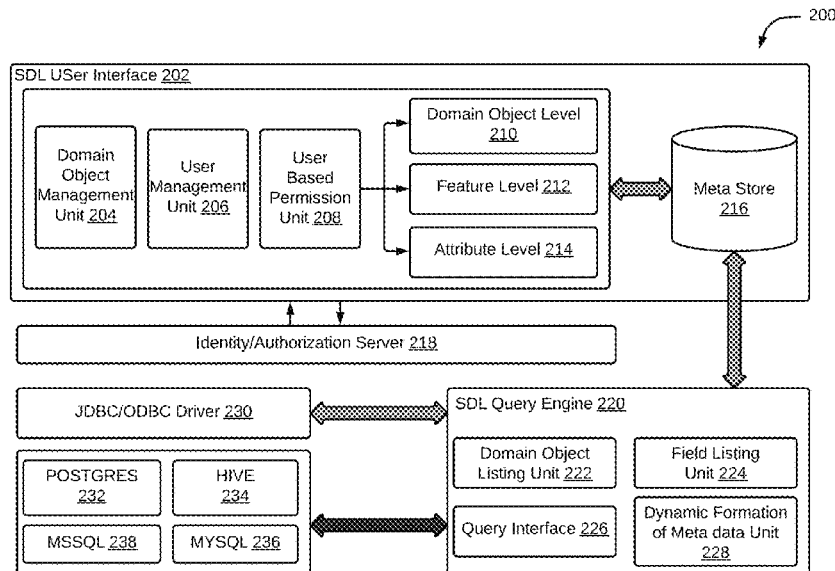 200
SDL USer Interface 202
Domain
Object
Management
Unit 204
User
Management
Unit 206
User
Based
Permission
Unit 208
Domain Object Level
210
Feature Level 212
Attribute Level 214
Meta Store
216
Identity/Authorization Server 218
JDBC/ODBC Driver 230
POSTGRES
232
HIVE
234
MSSQL 238
MYSQL 236
SDL Query Engine 220
Domain Object
Listing Unit 222
Field Listing
Unit 224
Query Interface 226
Dynamic Formation
of Meta data Unit
228